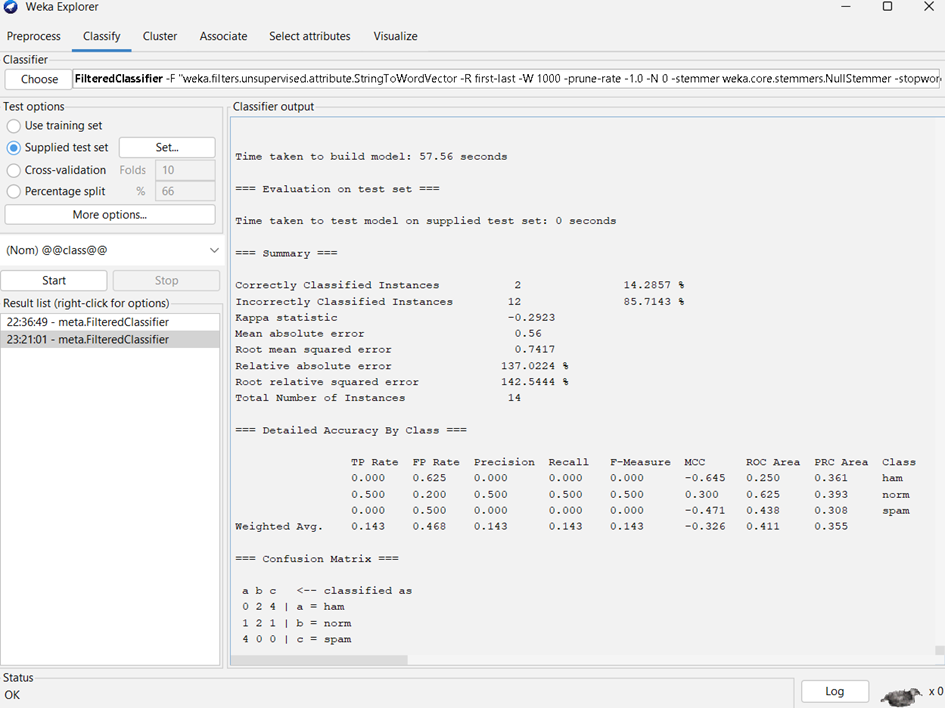 Weka Explorer
Preprocess Classify Cluster Associate Select attributes Visualize
Classifier
Choose FilteredClassifier -F "weka.filters.unsupervised.attribute.StringToWordVector -R first-last -W 1000 -prune-rate -1.0 -N 0 -stemmer weka.core.stemmers.NullStemmer -stopwor
Test options
Use training set
Supplied test set Set...
Cross-validation Folds 10
Percentage split % 66
More options...
(Nom) @@class@@
Start Stop
Result list (right-click for options)
22:36:49 - meta.FilteredClassifier
23:21:01 - meta.FilteredClassifier
Classifier output
Time taken to build model: 57.56 seconds
=== Evaluation on test set ===
Time taken to test model on supplied test set: 0 seconds
=== Summary ===
Correctly Classified Instances 2 14.2857 %
Incorrectly Classified Instances 12 85.7143 %
Kappa statistic -0.2923
Mean absolute error 0.56
Root mean squared error 0.7417
Relative absolute error 137.0224 %
Root relative squared error 142.5444 %
Total Number of Instances 14
=== Detailed Accuracy By Class ===
TP Rate FP Rate Precision Recall F-Measure MCC ROC Area PRC Area Class
0.000 0.625 0.000 0.000 0.000 -0.645 0.250 0.361 ham
0.500 0.200 0.500 0.500 0.500 0.300 0.625 0.393 norm
0.000 0.500 0.000 0.000 0.000 -0.471 0.438 0.308 spam
Weighted Avg. 0.143 0.468 0.143 0.143 0.143 -0.326 0.411 0.355
=== Confusion Matrix ===
a b c <-- classified as
0 2 4 | a = ham
1 2 1 | b = norm
4 0 0 | c = spam
Status
OK
Log x 0